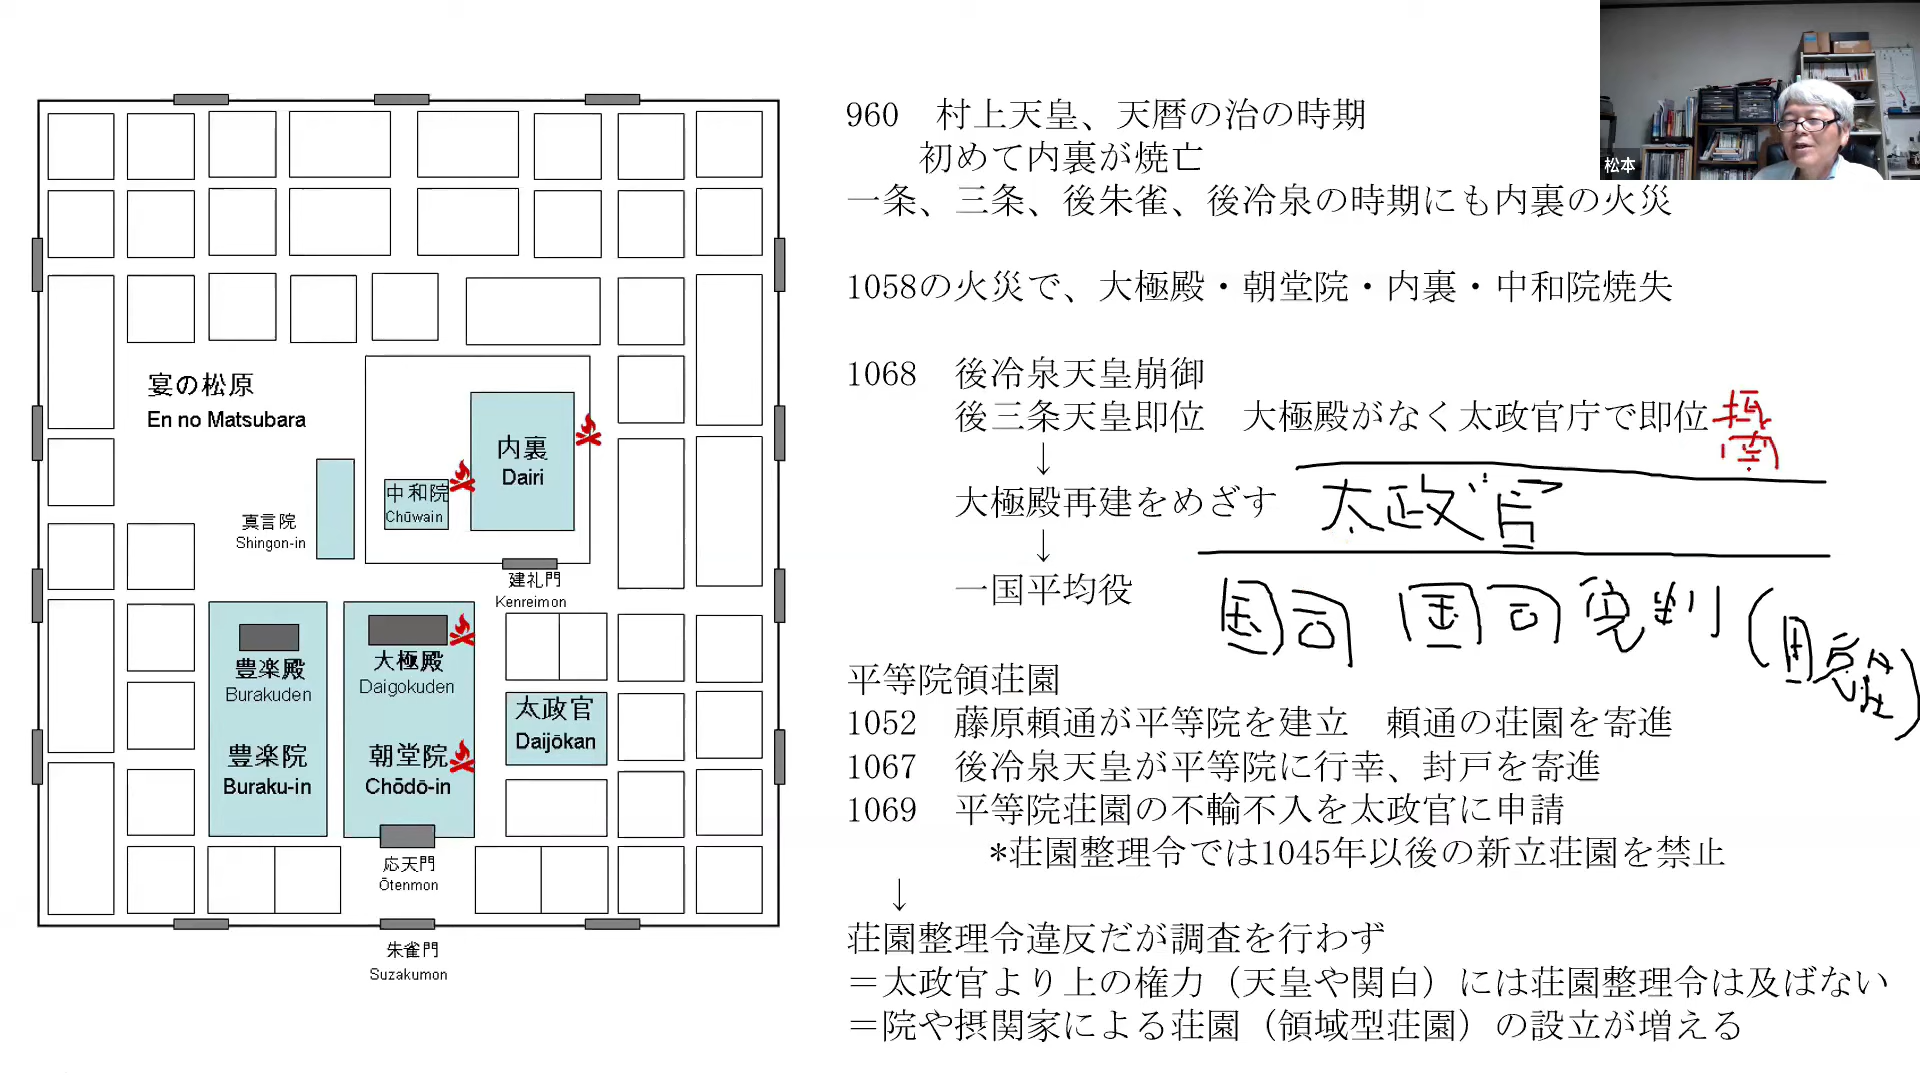 宴の松原
En no Matsubara
内裏
Dairi
中和院
Chūwain
真言院
Shingon-in
建礼門
Kenreimon
豊楽殿
Burakuden
豊楽院
Buraku-in
大極殿
Daigokuden
朝堂院
Chōdō-in
太政官
Daijōkan
応天門
Ōtenmon
朱雀門
Suzakumon
960 村上天皇、天暦の治の時期
初めて内裏が焼亡
一条、三条、後朱雀、後冷泉の時期にも内裏の火災
1058の火災で、大極殿・朝堂院・内裏・中和院焼失
1068 後冷泉天皇崩御
後三条天皇即位 大極殿がなく太政官庁で即位
↓
大極殿再建をめざす
↓
一国平均役
太政官
国司 国司免判(国免荘)
平等院領荘園
1052 藤原頼通が平等院を建立 頼通の荘園を寄進
1067 後冷泉天皇が平等院に行幸、封戸を寄進
1069 平等院荘園の不輸不入を太政官に申請
*荘園整理令では1045年以後の新立荘園を禁止
↓
荘園整理令違反だが調査を行わず
＝太政官より上の権力（天皇や関白）には荘園整理令は及ばない
＝院や摂関家による荘園（領域型荘園）の設立が増える
松本